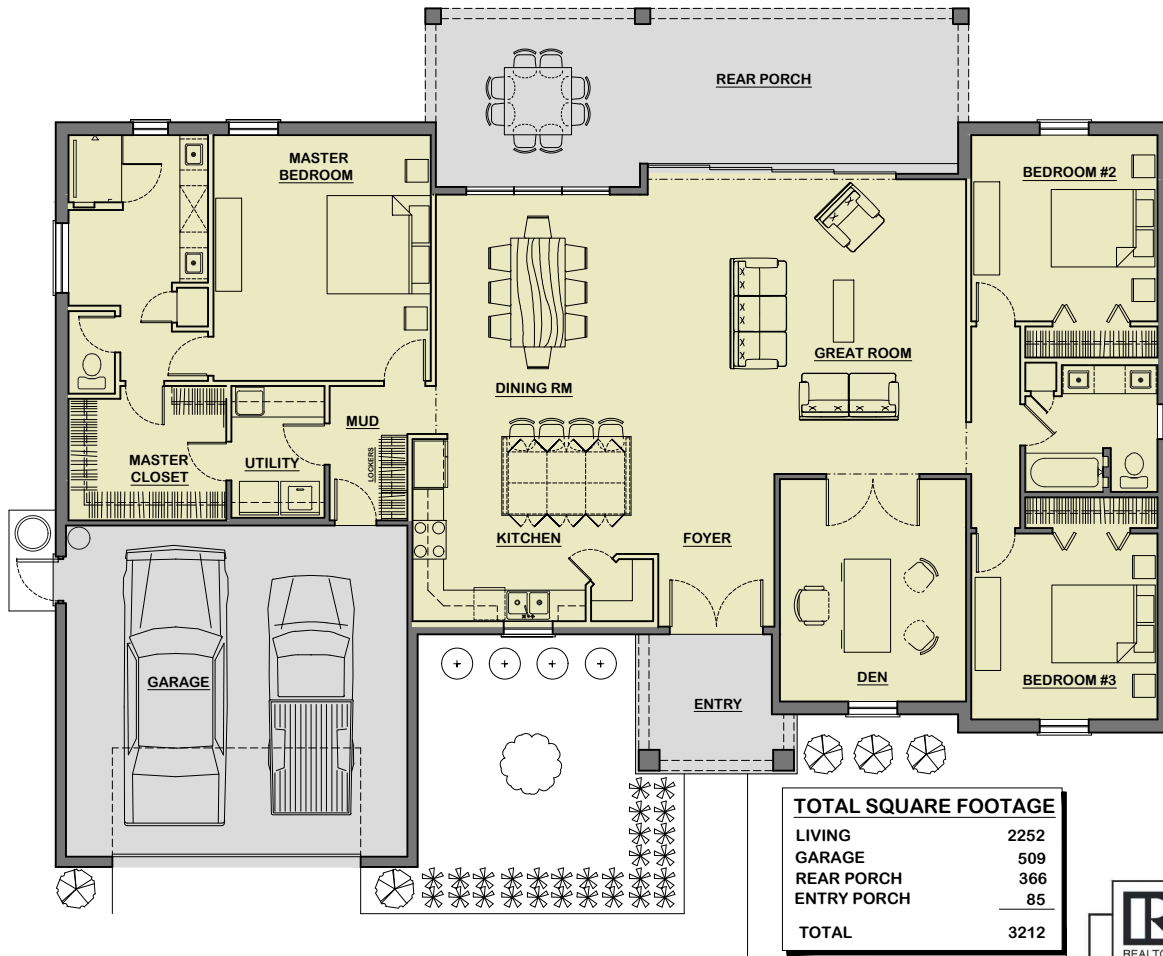 REAR PORCH
MASTER
BEDROOM
BEDROOM #2
GREAT ROOM
DINING RM
MUD
LOCKERS
MASTER
CLOSET
UTILITY
KITCHEN
FOYER
GARAGE
DEN
BEDROOM #3
ENTRY
TOTAL SQUARE FOOTAGE
LIVING 2252
GARAGE 509
REAR PORCH 366
ENTRY PORCH 85
TOTAL 3212